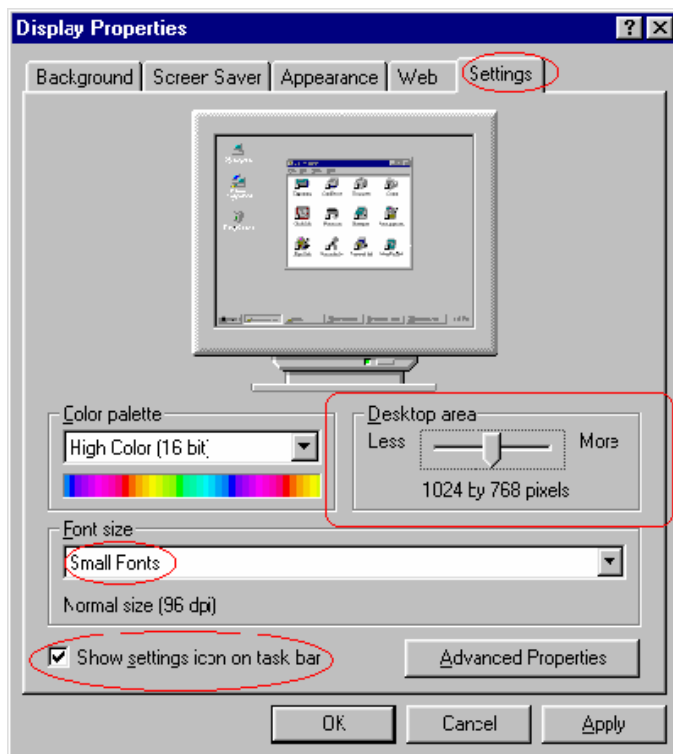 Display Properties
Background Screen Saver Appearance Web Settings
Color palette
High Color (16 bit)
Desktop area
Less More
1024 by 768 pixels
Font size
Small Fonts
Normal size (96 dpi)
Show settings icon on task bar
Advanced Properties
OK Cancel Apply